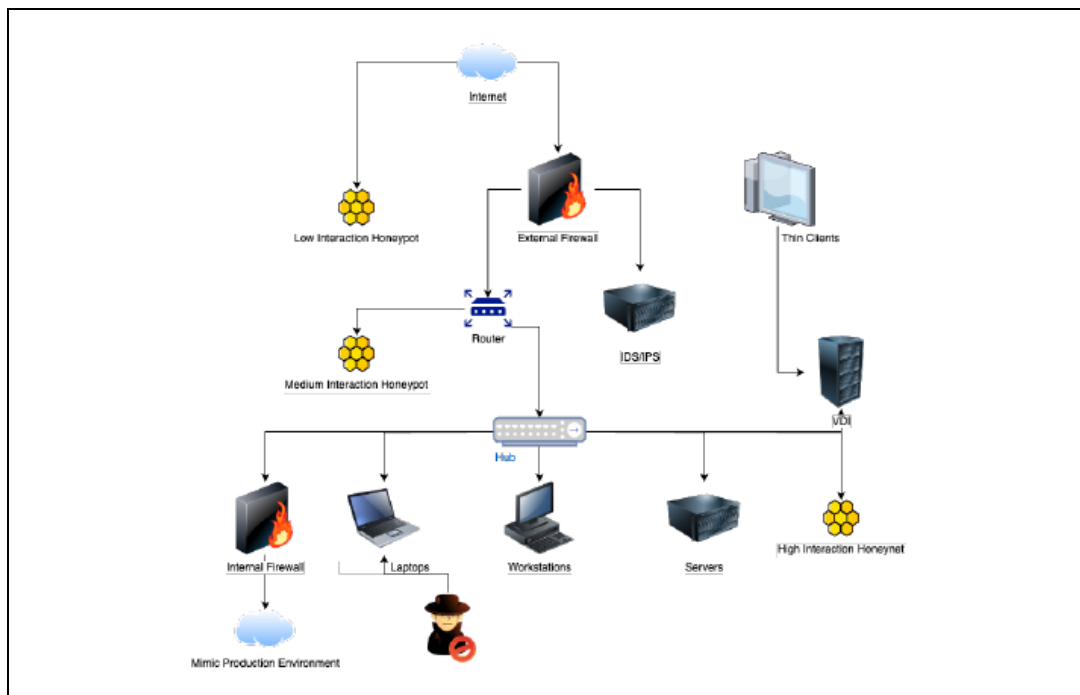 Internet
Low Interaction Honeypot
External Firewall
Thin Clients
Router
IDS/IPS
Medium Interaction Honeypot
VDI
Hub
Internal Firewall
Laptops
Workstations
Servers
High Interaction Honeynet
Mimic Production Environment